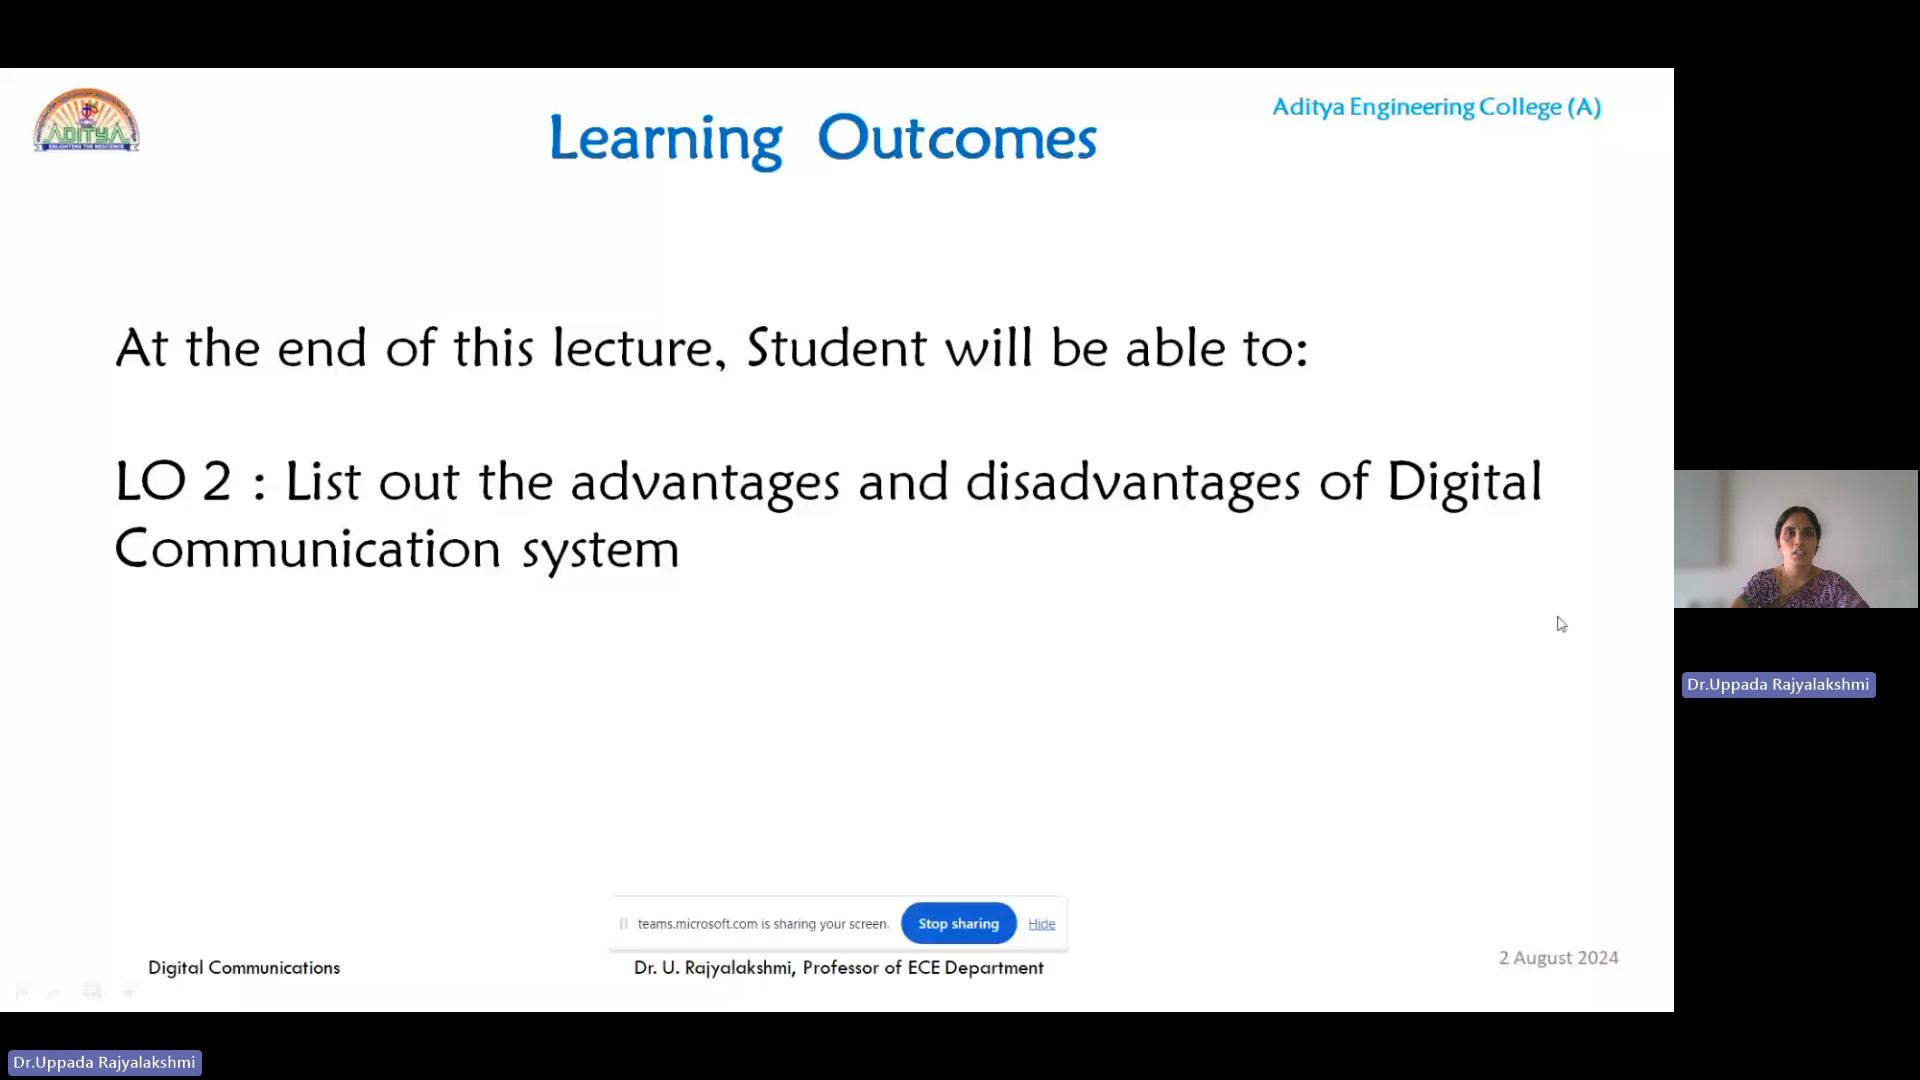 ADITYA
Aditya Engineering College (A)
Learning Outcomes
At the end of this lecture, Student will be able to:
LO 2 : List out the advantages and disadvantages of Digital
Communication system
teams.microsoft.com is sharing your screen.
Stop sharing
Hide
Digital Communications
Dr. U. Rajyalakshmi, Professor of ECE Department
2 August 2024
Dr.Uppada Rajyalakshmi
Dr.Uppada Rajyalakshmi